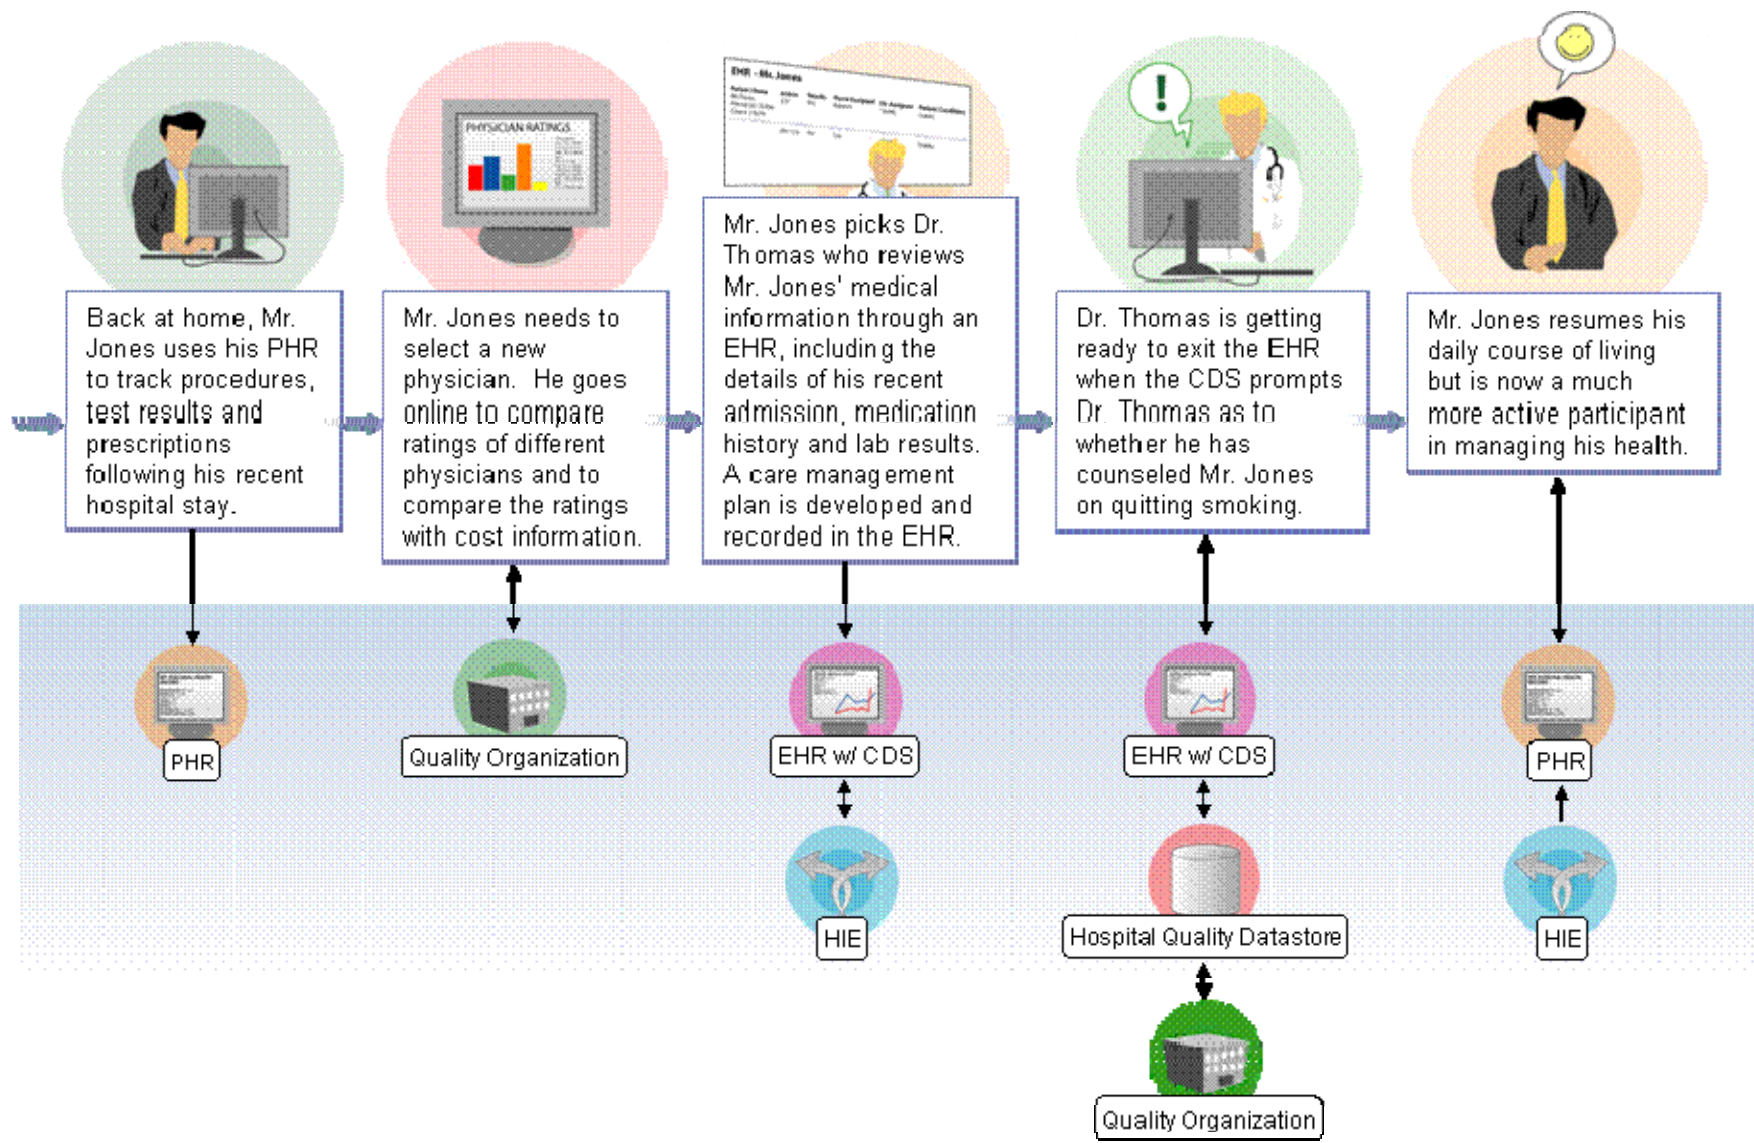 PHYSICIAN RATINGS
EHR - Mr. Jones
Back at home, Mr.
Jones uses his PHR
to track procedures,
test results and
prescriptions
following his recent
hospital stay.
Mr. Jones needs to
select a new
physician. He goes
online to compare
ratings of different
physicians and to
compare the ratings
with cost information.
Mr. Jones picks Dr.
Thomas who reviews
Mr. Jones' medical
information through an
EHR, including the
details of his recent
admission, medication
history and lab results.
A care management
plan is developed and
recorded in the EHR.
!
Dr. Thomas is getting
ready to exit the EHR
when the CDS prompts
Dr. Thomas as to
whether he has
counseled Mr. Jones
on quitting smoking.
Mr. Jones resumes his
daily course of living
but is now a much
more active participant
in managing his health.
PHR
Quality Organization
EHR w/ CDS
EHR w/ CDS
PHR
HIE
Hospital Quality Datastore
HIE
Quality Organization